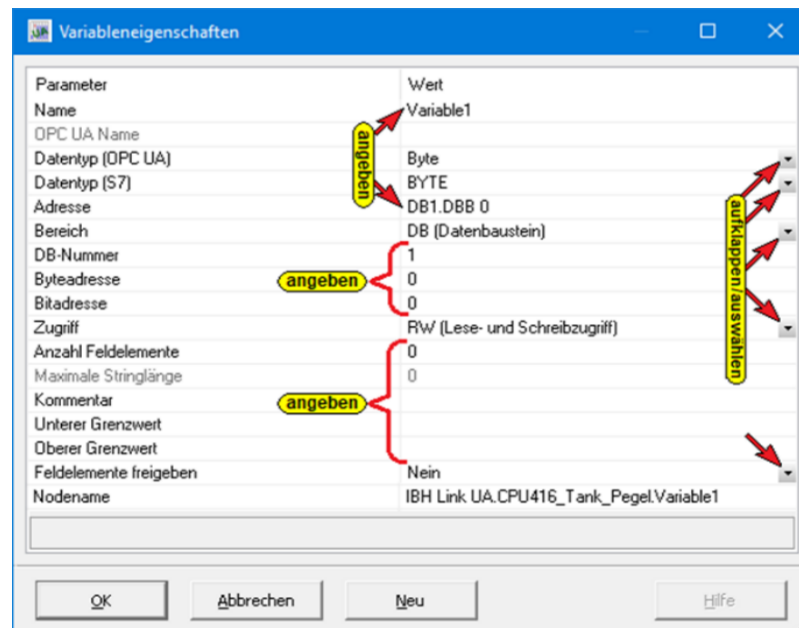 Variableneigenschaften
Parameter Wert
Name Variable1
OPC UA Name
angeben
Datentyp (OPC UA) Byte
Datentyp (S7) BYTE
Adresse DB1.DBB 0
aufklappen/auswählen
Bereich DB (Datenbaustein)
DB-Nummer 1
Byteadresse angeben 0
Bitadresse 0
Zugriff RW (Lese- und Schreibzugriff)
Anzahl Feldelemente 0
Maximale Stringlänge 0
Kommentar angeben
Unterer Grenzwert
Oberer Grenzwert
Feldelemente freigeben Nein
Nodename IBH Link UA.CPU416_Tank_Pegel.Variable1
OK Abbrechen Neu Hilfe